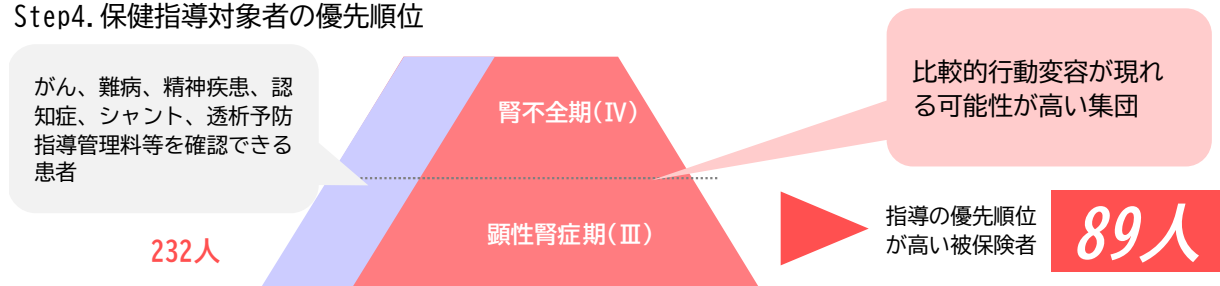 Step4.保健指導対象者の優先順位
がん、難病、精神疾患、認
知症、シャント、透析予防
指導管理料等を確認できる
患者
232人
腎不全期(Ⅳ)
顕性腎症期(Ⅲ)
比較的行動変容が現れ
る可能性が高い集団
指導の優先順位
が高い被保険者
89人